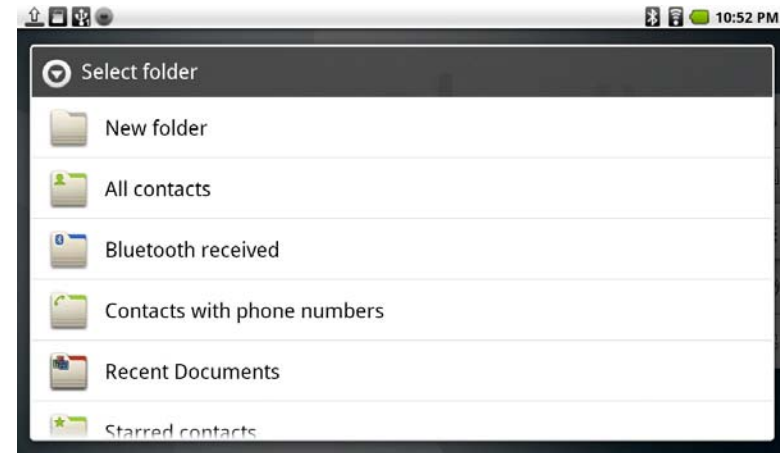 10:52 PM
Select folder
New folder
All contacts
Bluetooth received
Contacts with phone numbers
Recent Documents
Starred contacts